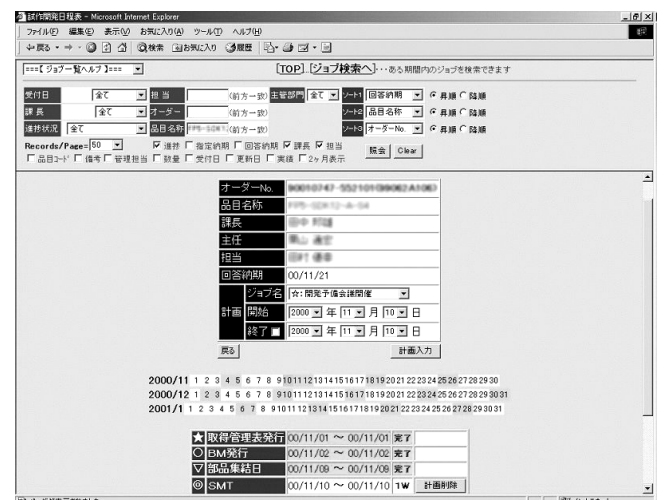 試作開発日程表 - Microsoft Internet Explorer
ファイル(F) 編集(E) 表示(V) お気に入り(A) ツール(T) ヘルプ(H)
戻る 検索 お気に入り 履歴
===【 ジョブ一覧ヘルプ 】===
[TOP] [ジョブ検索へ]・・・ある期間内のジョブを検索できます
受付日 全て 担 当 (前方一致) 主管部門 全て ソート1 回答納期 昇順 降順
課 長 全て オーダー (前方一致) ソート2 品目名称 昇順 降順
進捗状況 全て 品目名称 (前方一致) ソート3 オーダーNo. 昇順 降順
Records/Page= 50 進捗 指定納期 回答納期 課長 担当 照会 Clear
品目コード 備考 管理担当 数量 受付日 更新日 実績 2ヶ月表示
オーダーNo.
品目名称
課長
主任
担当
回答納期 00/11/21
ジョブ名 ☆:開発予備会議開催
計画 開始 2000 年 11 月 10 日
終了 2000 年 11 月 10 日
戻る 計画入力
2000/11 1 2 3 4 5 6 7 8 9 10 11 12 13 14 15 16 17 18 19 20 21 22 23 24 25 26 27 28 29 30
2000/12 1 2 3 4 5 6 7 8 9 10 11 12 13 14 15 16 17 18 19 20 21 22 23 24 25 26 27 28 29 30 31
2001/1 1 2 3 4 5 6 7 8 9 10 11 12 13 14 15 16 17 18 19 20 21 22 23 24 25 26 27 28 29 30 31
★ 取得管理表発行 00/11/01 ～ 00/11/01 完了
○ BM発行 00/11/02 ～ 00/11/02 完了
▽ 部品集結日 00/11/09 ～ 00/11/09 完了
◎ SMT 00/11/10 ～ 00/11/10 1W 計画削除